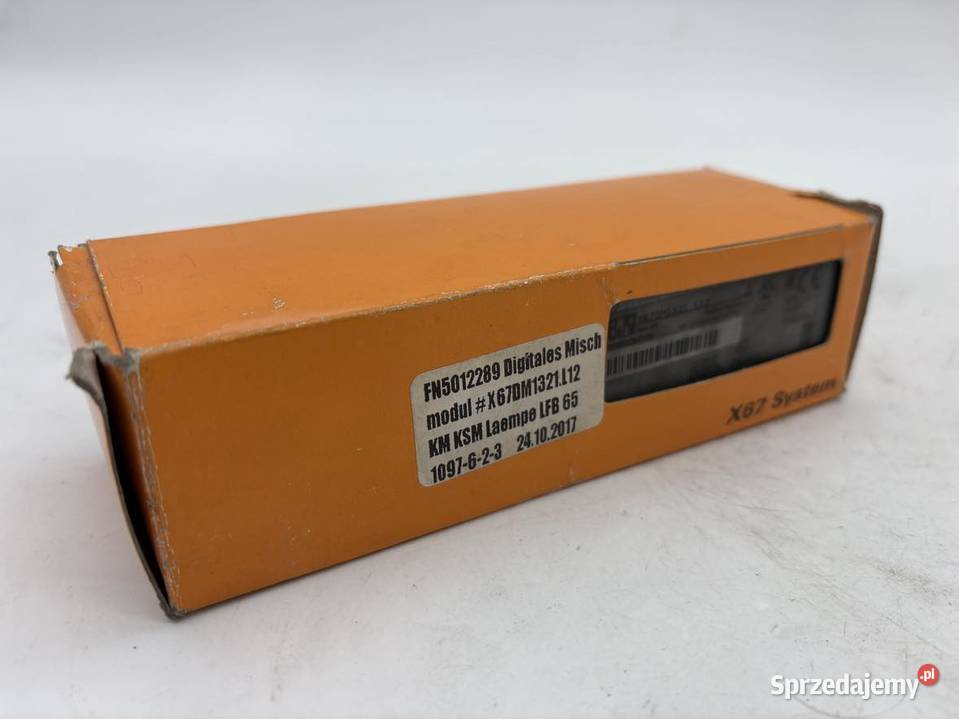 FN5012289 Digitales Misch
modul # X67DM1321.L12
KM KSM Laempe LFB 65
1097-6-2-3 24.10.2017
X67 System
Sprzedajemy.pl